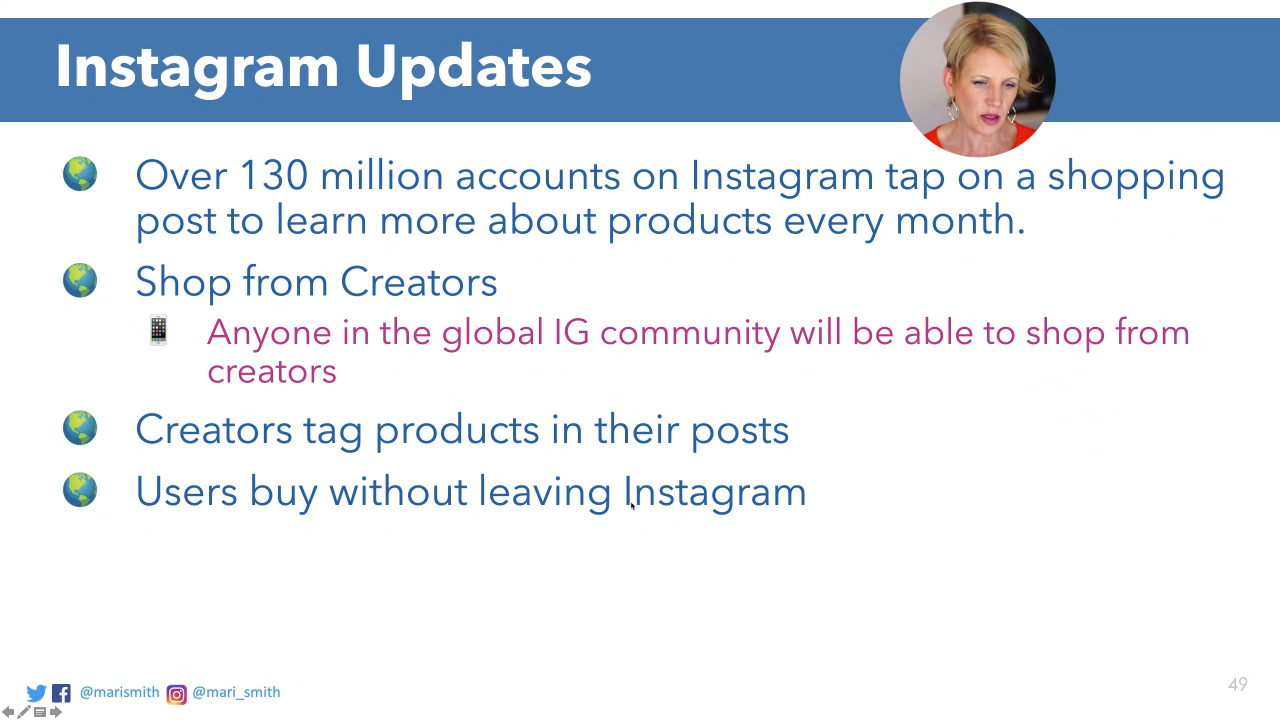 Instagram Updates
Over 130 million accounts on Instagram tap on a shopping
post to learn more about products every month.
Shop from Creators
Anyone in the global IG community will be able to shop from
creators
Creators tag products in their posts
Users buy without leaving Instagram
@marismith @mari_smith
49